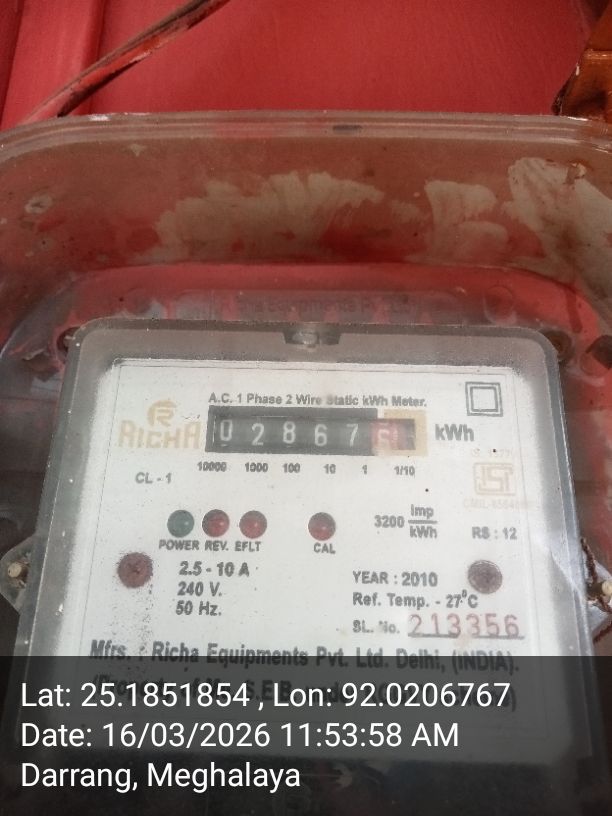 A.C. 1 Phase 2 Wire Static kWh Meter.
RICHA
0 2 8 6 7
kWh
10000 1000 100 10 1 1/10
CL - 1
3200 Imp/kWh
RS : 12
POWER REV. EFLT CAL
2.5 - 10 A
240 V.
50 Hz.
YEAR : 2010
Ref. Temp. - 27°C
SL. No. 213356
Mfrs. : Richa Equipments Pvt. Ltd. Delhi, (INDIA).
Lat: 25.1851854 , Lon: 92.0206767
Date: 16/03/2026 11:53:58 AM
Darrang, Meghalaya